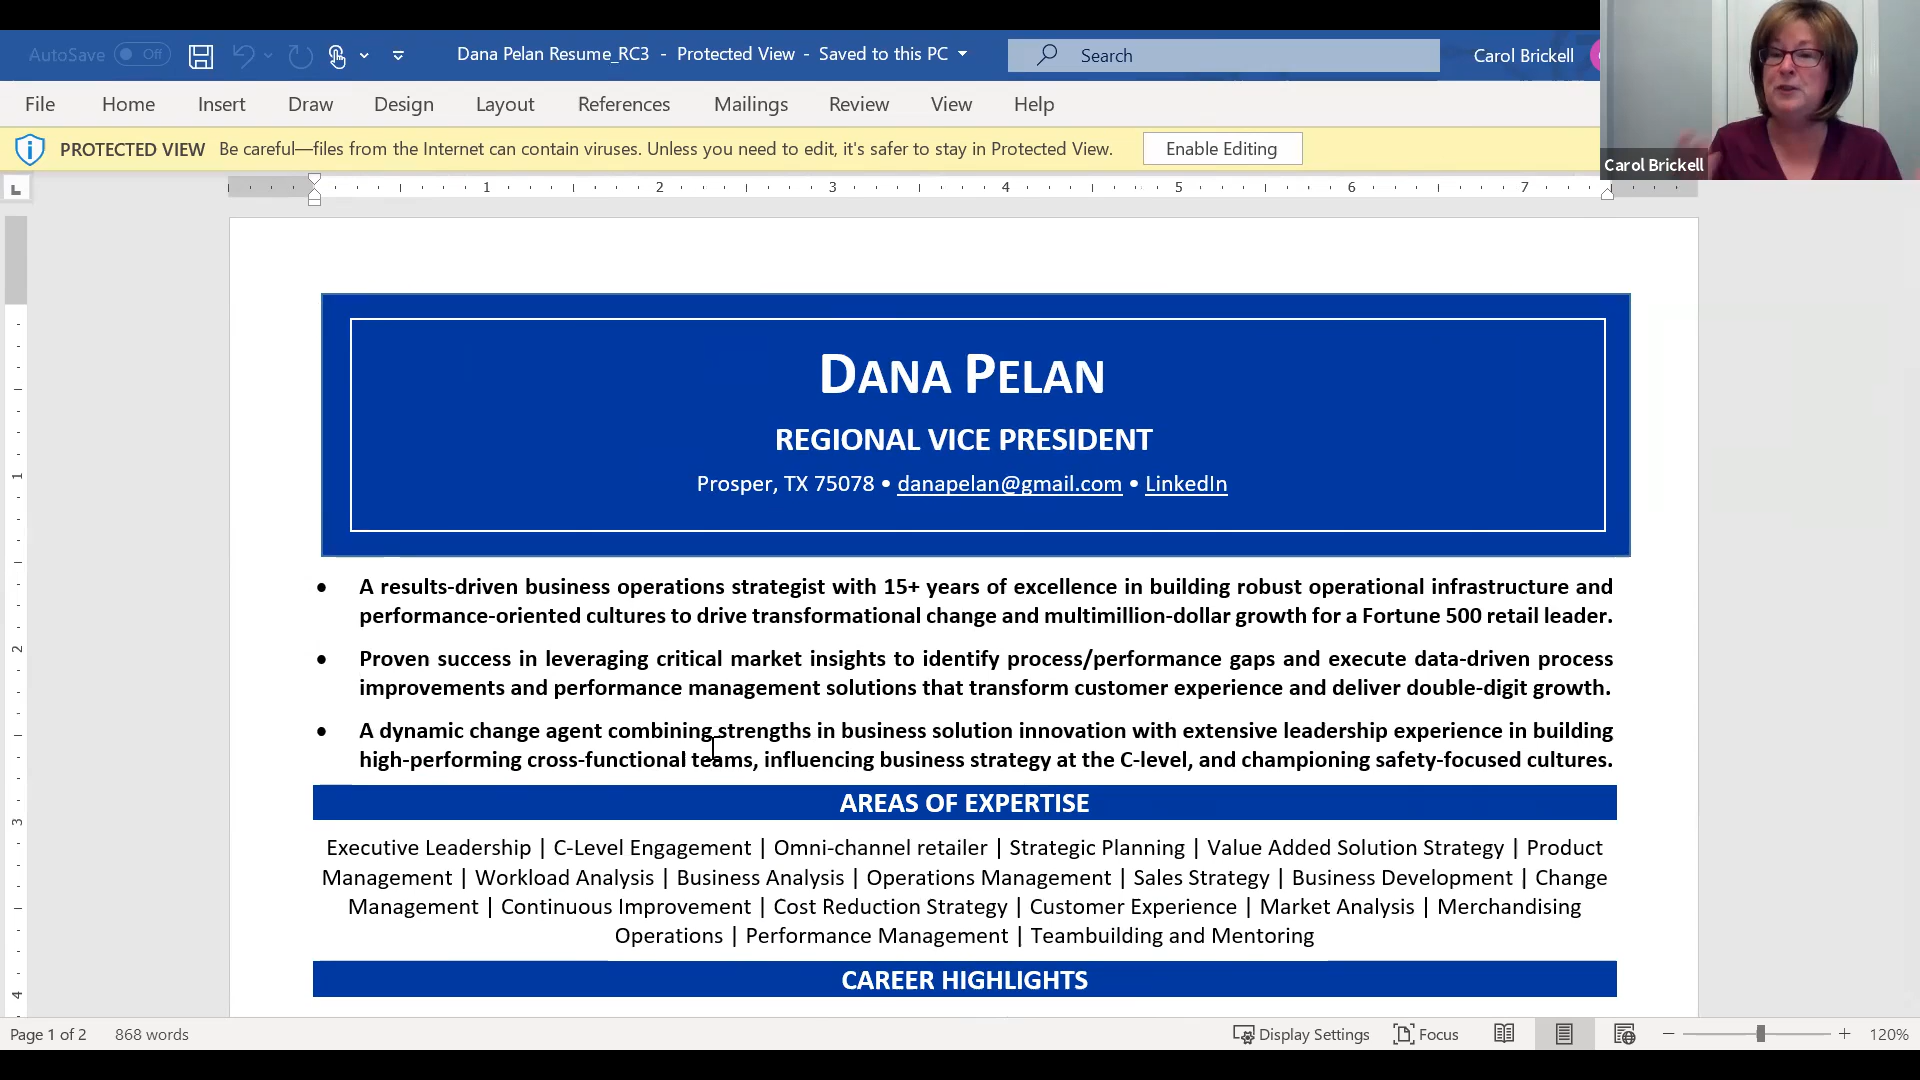 AutoSave Off
Dana Pelan Resume_RC3 - Protected View - Saved to this PC
Search
Carol Brickell
File Home Insert Draw Design Layout References Mailings Review View Help
PROTECTED VIEW Be careful—files from the Internet can contain viruses. Unless you need to edit, it's safer to stay in Protected View. Enable Editing
Carol Brickell
1 2 3 4 5 6 7
DANA PELAN
REGIONAL VICE PRESIDENT
Prosper, TX 75078 • danapelan@gmail.com • LinkedIn
• A results-driven business operations strategist with 15+ years of excellence in building robust operational infrastructure and
performance-oriented cultures to drive transformational change and multimillion-dollar growth for a Fortune 500 retail leader.
• Proven success in leveraging critical market insights to identify process/performance gaps and execute data-driven process
improvements and performance management solutions that transform customer experience and deliver double-digit growth.
• A dynamic change agent combining strengths in business solution innovation with extensive leadership experience in building
high-performing cross-functional teams, influencing business strategy at the C-level, and championing safety-focused cultures.
AREAS OF EXPERTISE
Executive Leadership | C-Level Engagement | Omni-channel retailer | Strategic Planning | Value Added Solution Strategy | Product
Management | Workload Analysis | Business Analysis | Operations Management | Sales Strategy | Business Development | Change
Management | Continuous Improvement | Cost Reduction Strategy | Customer Experience | Market Analysis | Merchandising
Operations | Performance Management | Teambuilding and Mentoring
CAREER HIGHLIGHTS
1
2
3
4
Page 1 of 2 868 words
Display Settings Focus 120%